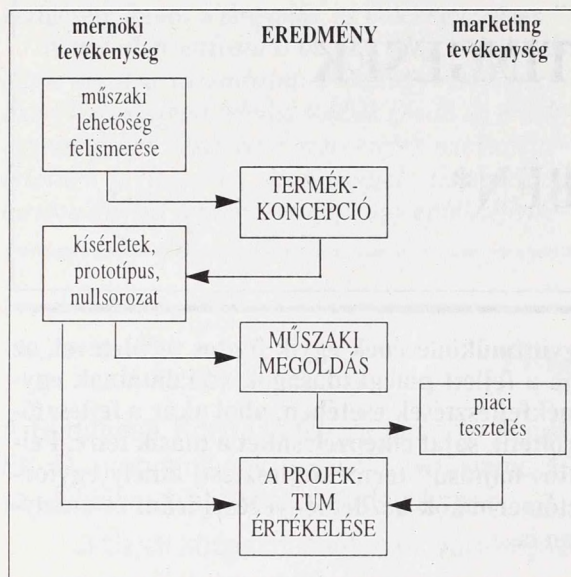 mérnöki
tevékenység
EREDMÉNY
marketing
tevékenység
műszaki
lehetőség
felismerése
TERMÉK-
KONCEPCIÓ
kísérletek,
prototípus,
nullsorozat
MŰSZAKI
MEGOLDÁS
piaci
tesztelés
A PROJEK-
TUM
ÉRTÉKELÉSE